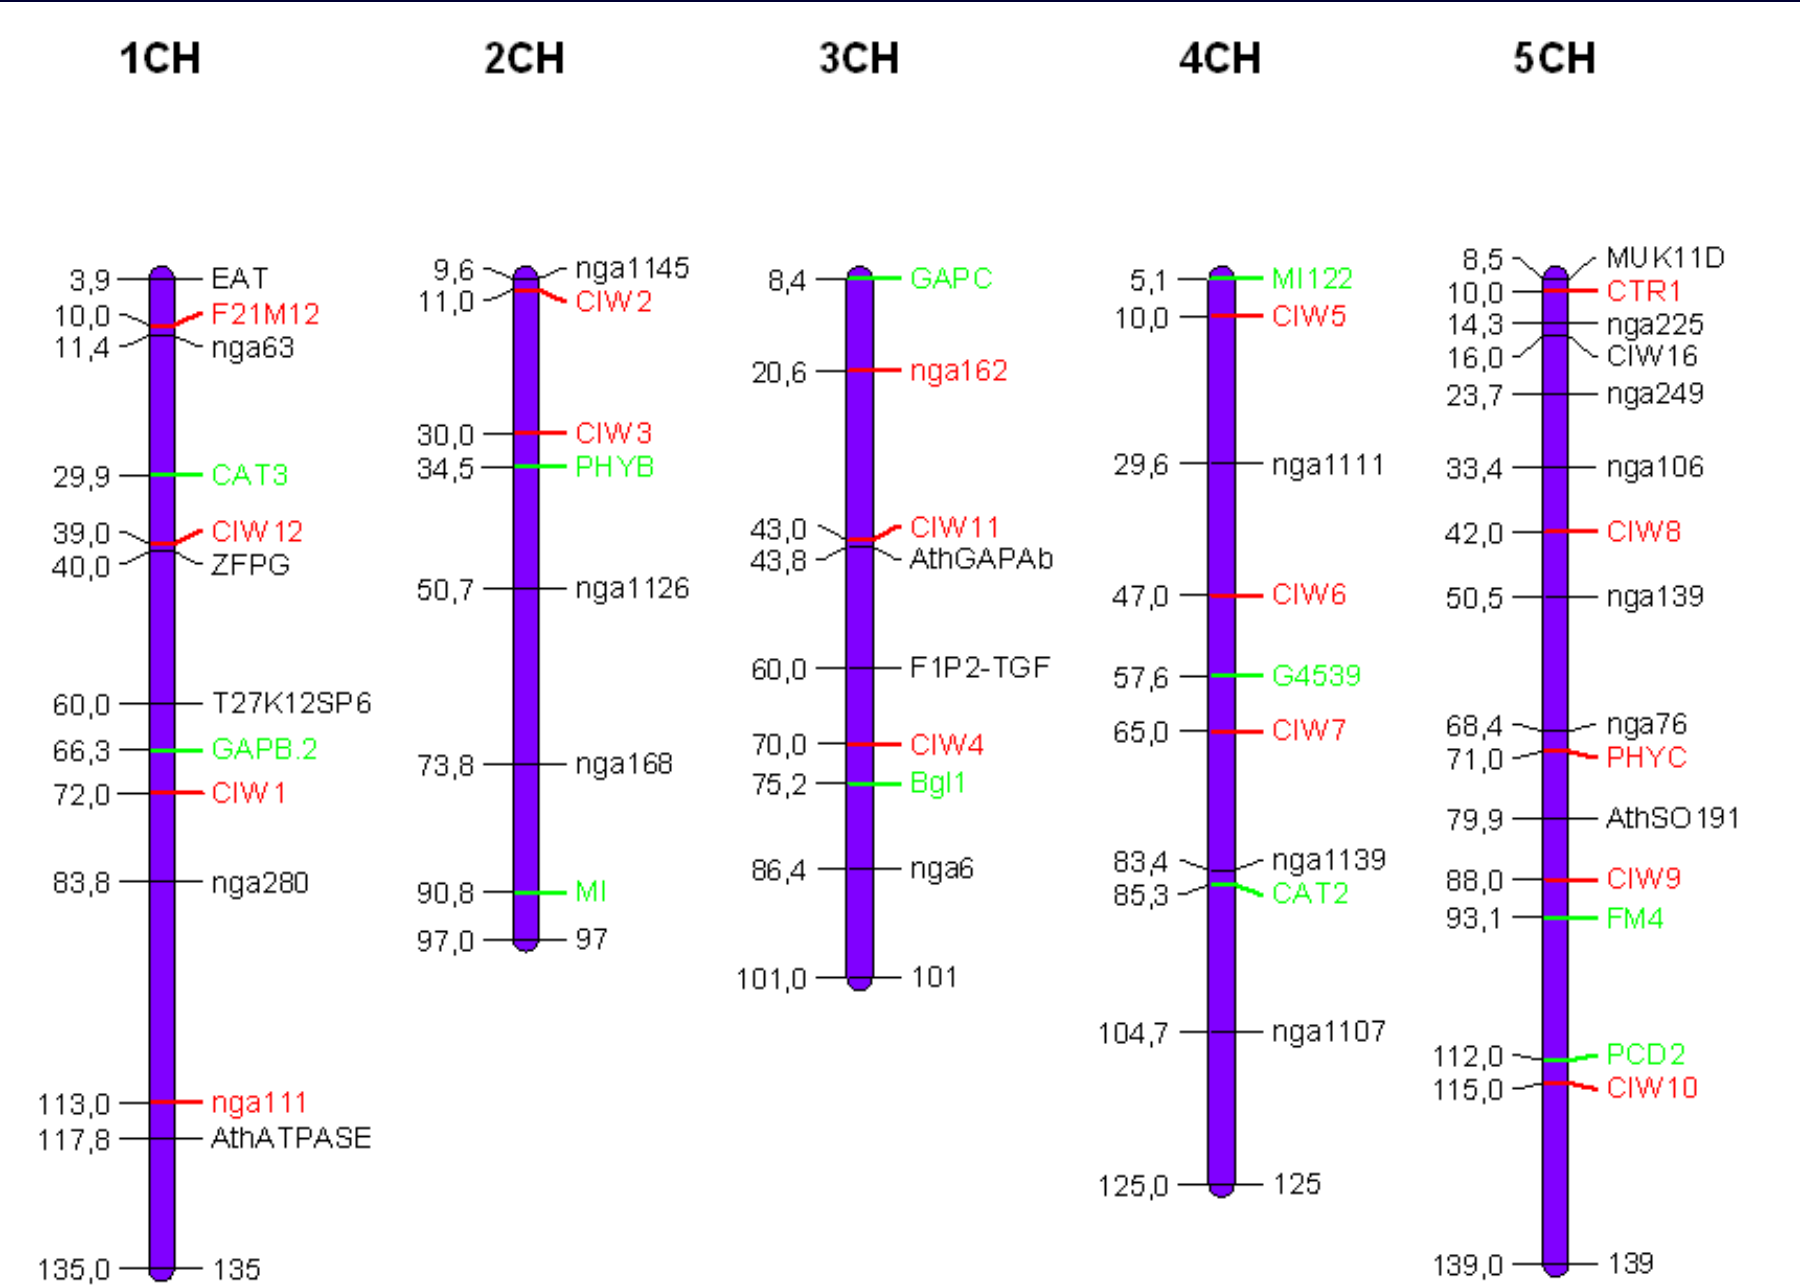 1CH
3,9 EAT
10,0 F21M12
11,4 nga63
29,9 CAT3
39,0 CIW12
40,0 ZFPG
60,0 T27K12SP6
66,3 GAPB.2
72,0 CIW1
83,8 nga280
113,0 nga111
117,8 AthATPASE
135,0 135
2CH
9,6 nga1145
11,0 CIW2
30,0 CIW3
34,5 PHYB
50,7 nga1126
73,8 nga168
90,8 MI
97,0 97
3CH
8,4 GAPC
20,6 nga162
43,0 CIW11
43,8 AthGAPAb
60,0 F1P2-TGF
70,0 CIW4
75,2 Bgl1
86,4 nga6
101,0 101
4CH
5,1 MI122
10,0 CIW5
29,6 nga1111
47,0 CIW6
57,6 G4539
65,0 CIW7
83,4 nga1139
85,3 CAT2
104,7 nga1107
125,0 125
5CH
8,5 MUK11D
10,0 CTR1
14,3 nga225
16,0 CIW16
23,7 nga249
33,4 nga106
42,0 CIW8
50,5 nga139
68,4 nga76
71,0 PHYC
79,9 AthSO191
88,0 CIW9
93,1 FM4
112,0 PCD2
115,0 CIW10
139,0 139